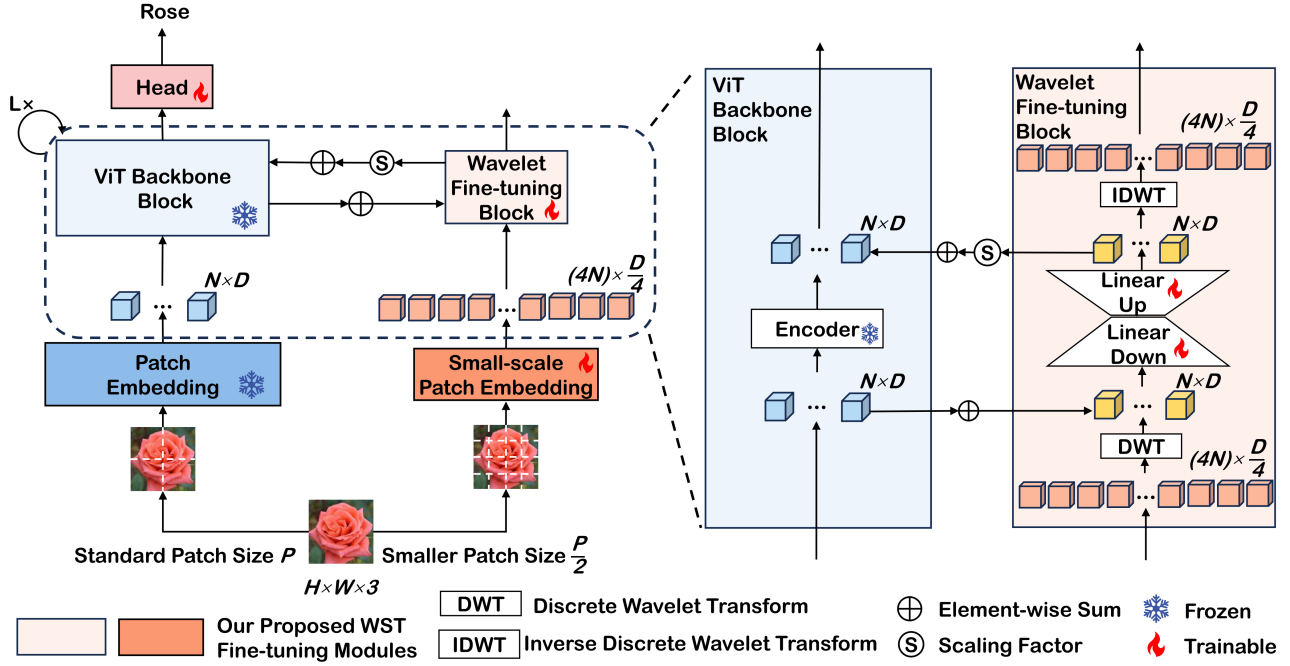 Rose
Head
L×
ViT Backbone
Block
S
Wavelet
Fine-tuning
Block
N×D
(4N)× D/4
Patch
Embedding
Small-scale
Patch Embedding
Standard Patch Size P
Smaller Patch Size P/2
H×W×3
ViT
Backbone
Block
N×D
Encoder
N×D
S
Wavelet
Fine-tuning
Block
(4N)× D/4
IDWT
N×D
Linear
Up
Linear
Down
N×D
DWT
(4N)× D/4
Our Proposed WST
Fine-tuning Modules
DWT Discrete Wavelet Transform
IDWT Inverse Discrete Wavelet Transform
Element-wise Sum
S Scaling Factor
Frozen
Trainable